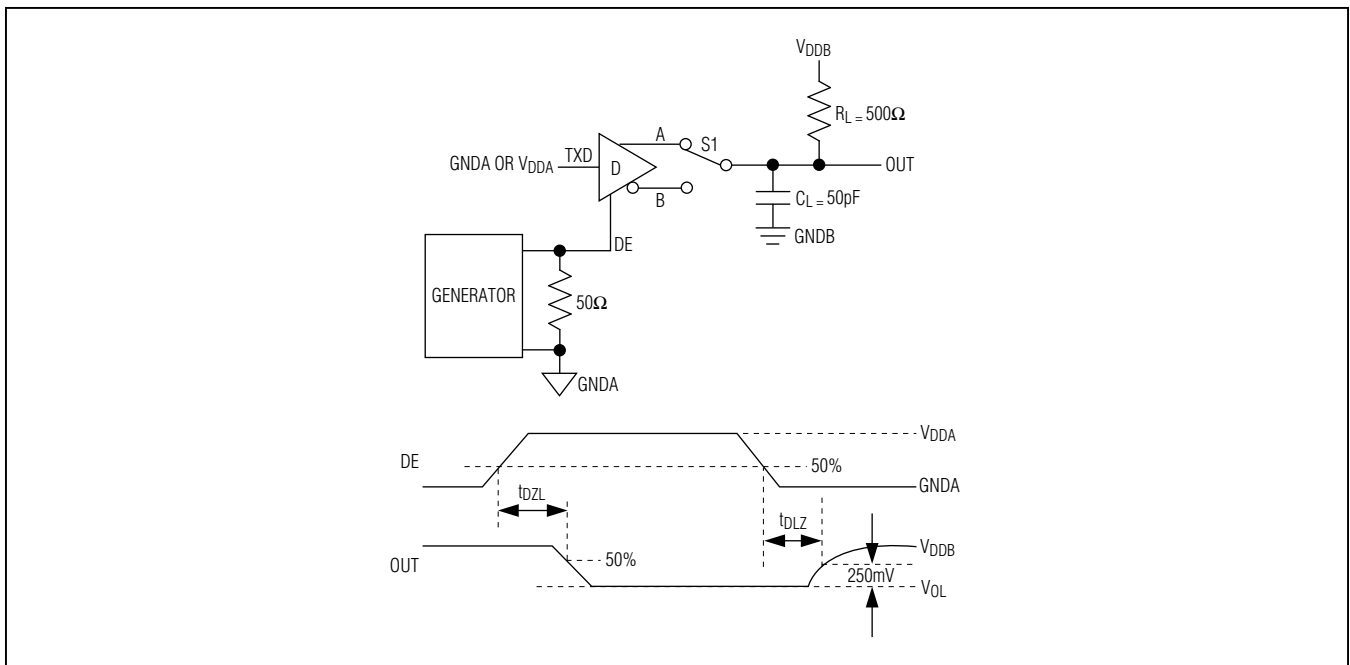 VDDB
RL = 500Ω
A
S1
GNDA OR VDDA
TXD
D
OUT
B
CL = 50pF
GNDB
DE
GENERATOR
50Ω
GNDA
VDDA
DE
50%
GNDA
tDZL
tDLZ
VDDB
OUT
50%
250mV
VOL